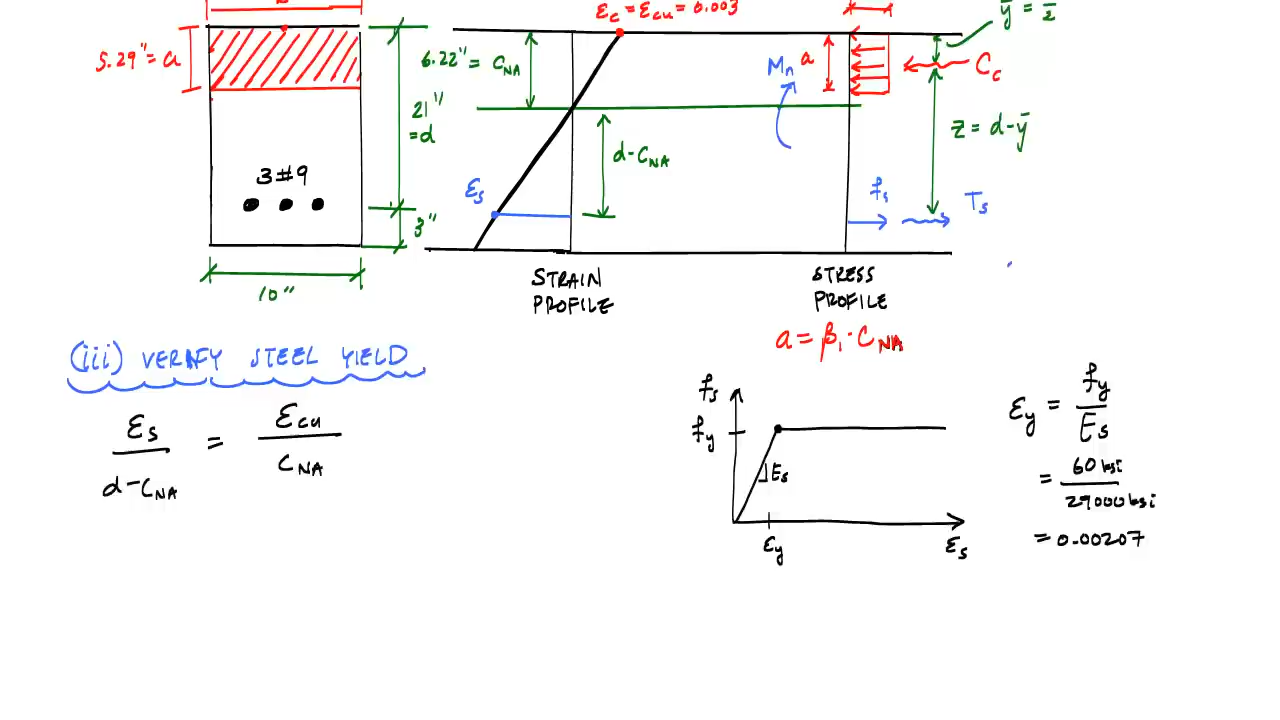 εc = εcu = 0.003
ȳ = 2
5.29" = a
6.22" = CNA
Mn
a
Cc
21"
= d
z = d-ȳ
d-CNA
3#9
εs
fs
Ts
3"
10"
STRAIN
PROFILE
STRESS
PROFILE
a = β1 · CNA
(iii) VERIFY STEEL YIELD
εs / d-CNA = εcu / CNA
fs
fy
Es
εy
εs
εy = fy / Es
= 60 ksi / 29000 ksi
= 0.00207